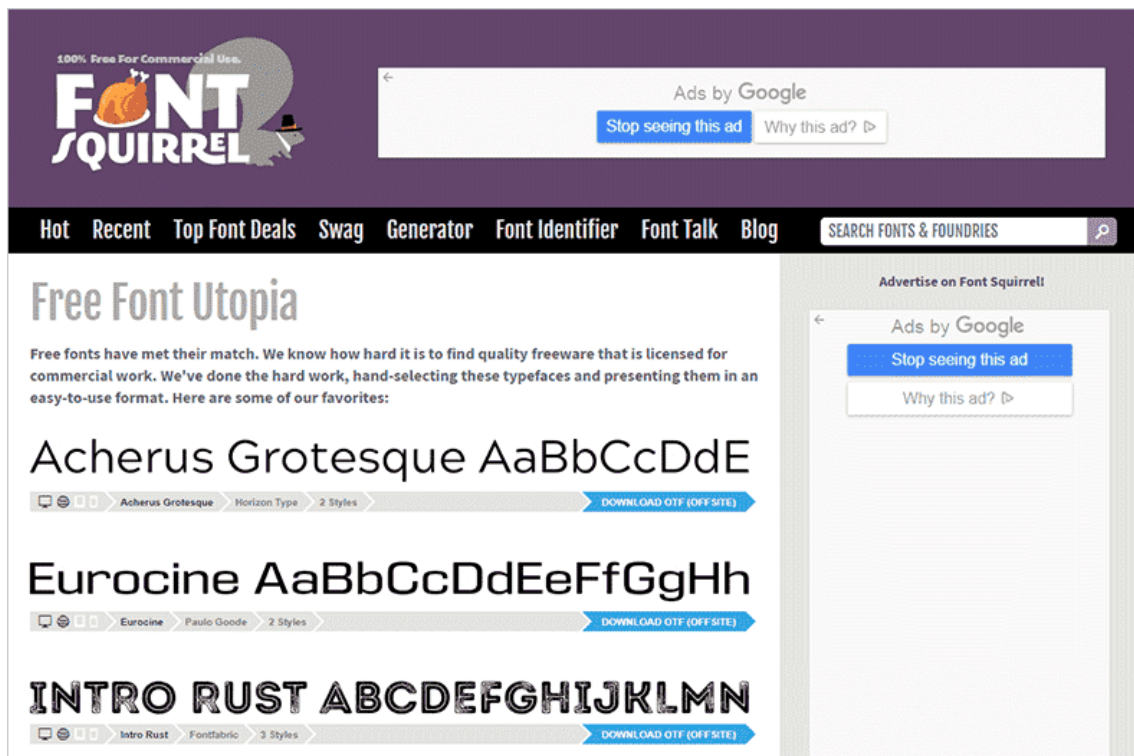 100% Free For Commercial Use.
FONT
SQUIRREL
Ads by Google
Stop seeing this ad Why this ad?
Hot Recent Top Font Deals Swag Generator Font Identifier Font Talk Blog SEARCH FONTS & FOUNDRIES
Free Font Utopia
Free fonts have met their match. We know how hard it is to find quality freeware that is licensed for
commercial work. We've done the hard work, hand-selecting these typefaces and presenting them in an
easy-to-use format. Here are some of our favorites:
Acherus Grotesque AaBbCcDdE
Acherus Grotesque Horizon Type 2 Styles DOWNLOAD OTF (OFFSITE)
Eurocine AaBbCcDdEeFfGgHh
Eurocine Paulo Goode 2 Styles DOWNLOAD OTF (OFFSITE)
INTRO RUST ABCDEFGHIJKLMN
Intro Rust Fontfabric 3 Styles DOWNLOAD OTF (OFFSITE)
Advertise on Font Squirrel!
Ads by Google
Stop seeing this ad
Why this ad?